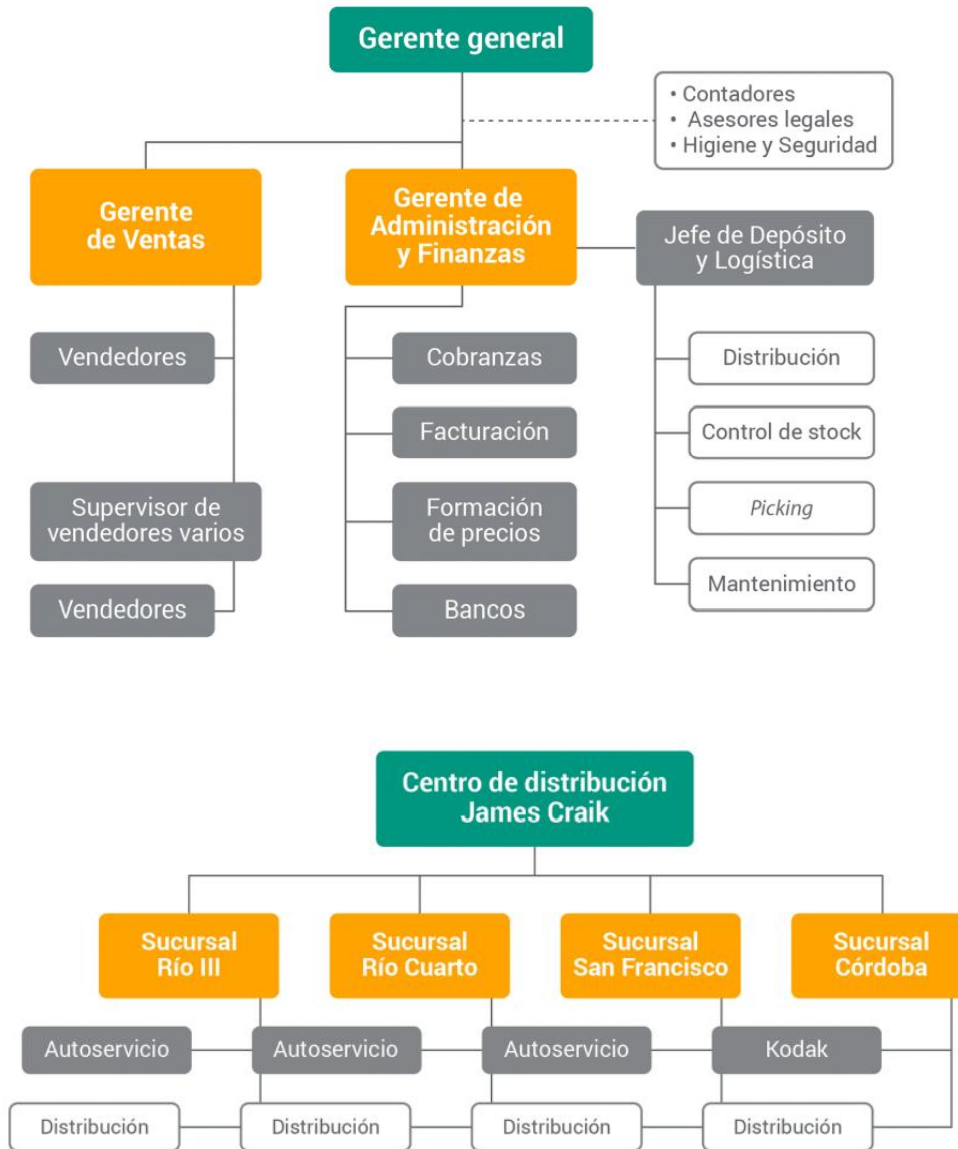 Gerente general
• Contadores
• Asesores legales
• Higiene y Seguridad
Gerente
de Ventas
Gerente de
Administración
y Finanzas
Jefe de Depósito
y Logística
Vendedores
Cobranzas
Distribución
Facturación
Control de stock
Supervisor de
vendedores varios
Formación
de precios
Picking
Vendedores
Bancos
Mantenimiento
Centro de distribución
James Craik
Sucursal
Río III
Sucursal
Río Cuarto
Sucursal
San Francisco
Sucursal
Córdoba
Autoservicio
Autoservicio
Autoservicio
Kodak
Distribución
Distribución
Distribución
Distribución